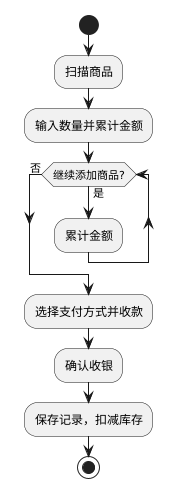 扫描商品
输入数量并累计金额
继续添加商品?
否
是
累计金额
选择支付方式并收款
确认收银
保存记录，扣减库存